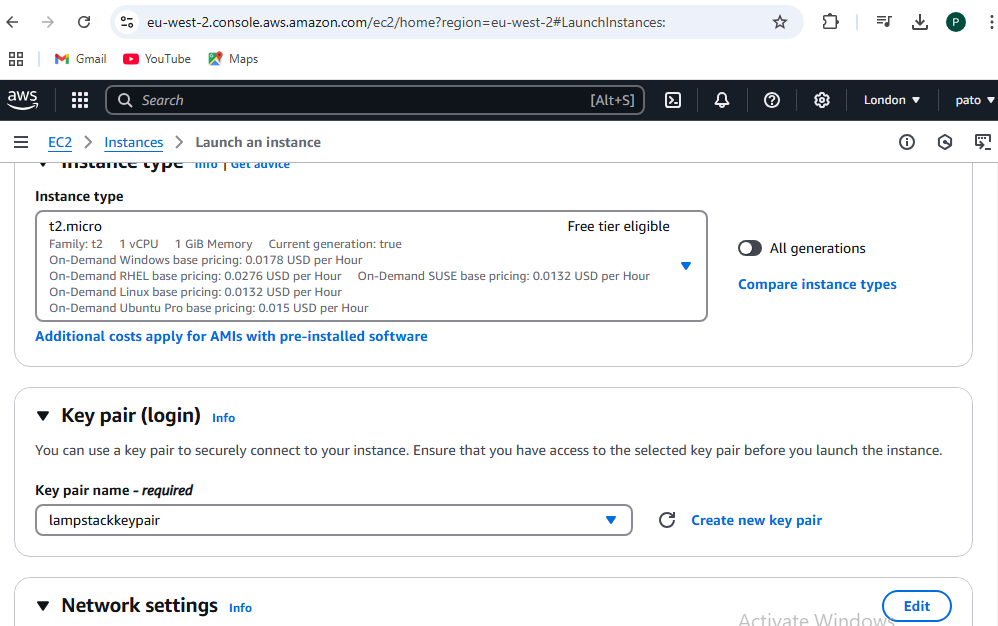 eu-west-2.console.aws.amazon.com/ec2/home?region=eu-west-2#LaunchInstances:
P
Gmail YouTube Maps
aws Search [Alt+S] London pato
EC2 Instances Launch an instance
Instance type Info | Get advice
Instance type
t2.micro Free tier eligible
Family: t2 1 vCPU 1 GiB Memory Current generation: true
On-Demand Windows base pricing: 0.0178 USD per Hour
On-Demand RHEL base pricing: 0.0276 USD per Hour On-Demand SUSE base pricing: 0.0132 USD per Hour
On-Demand Linux base pricing: 0.0132 USD per Hour
On-Demand Ubuntu Pro base pricing: 0.015 USD per Hour
All generations
Compare instance types
Additional costs apply for AMIs with pre-installed software
Key pair (login) Info
You can use a key pair to securely connect to your instance. Ensure that you have access to the selected key pair before you launch the instance.
Key pair name - required
lampstackkeypair
Create new key pair
Network settings Info
Edit
Activate Windows